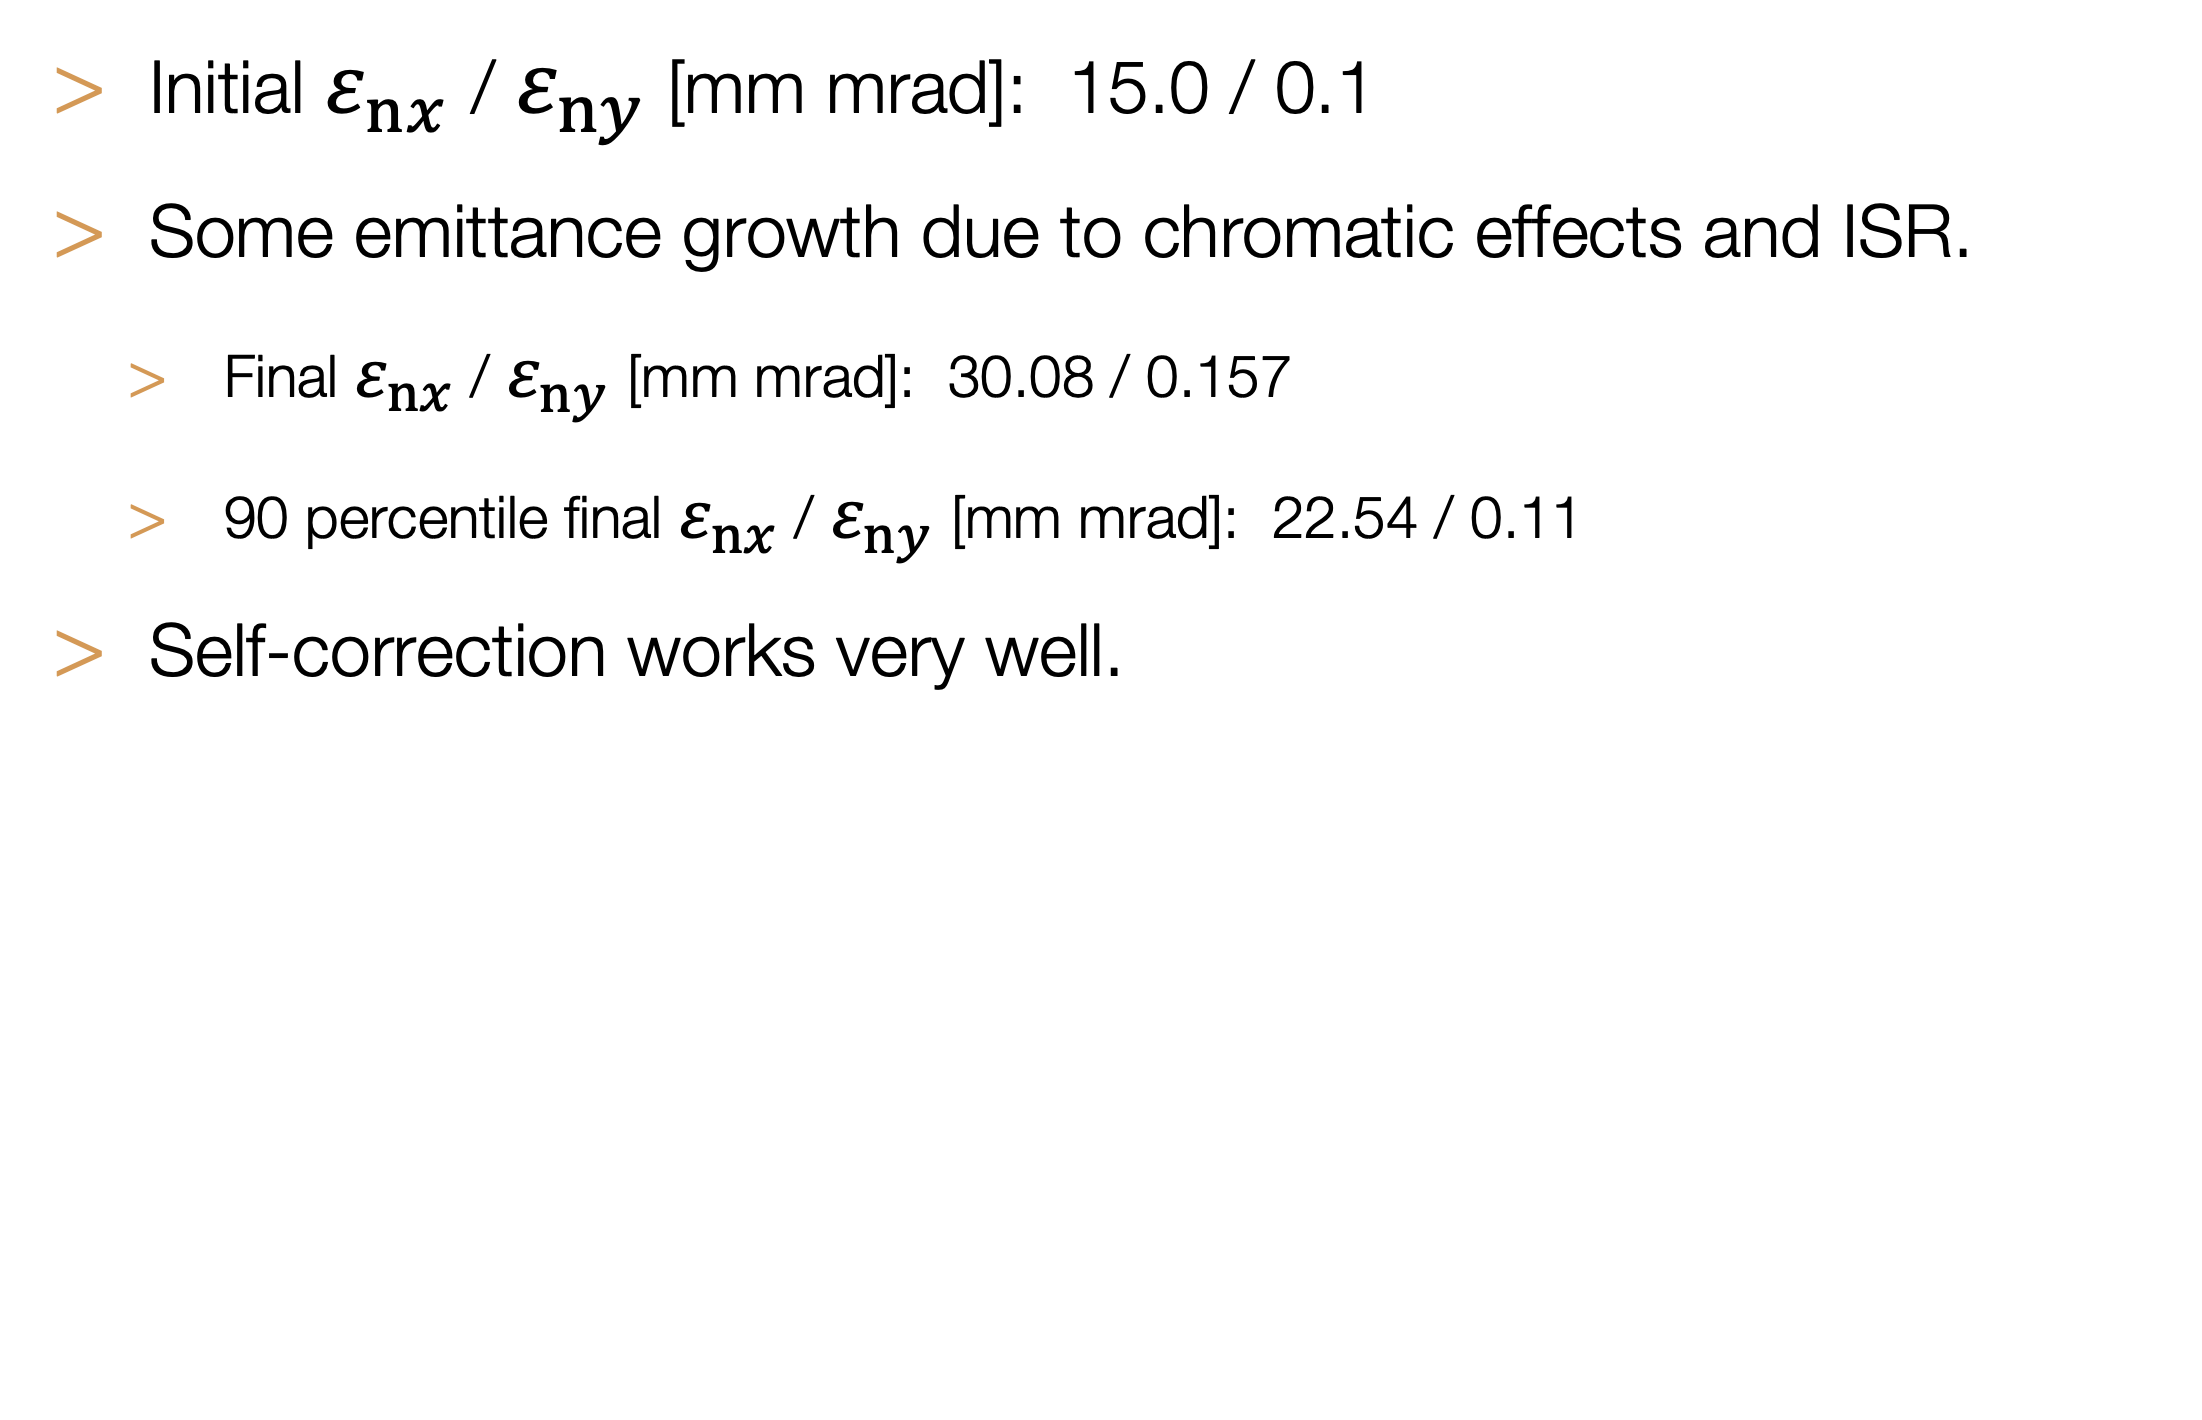 > Initial 𝜺n𝑥 / 𝜺n𝑦 [mm mrad]: 15.0 / 0.1
> Some emittance growth due to chromatic effects and ISR.
> Final 𝜺n𝑥 / 𝜺n𝑦 [mm mrad]: 30.08 / 0.157
> 90 percentile final 𝜺n𝑥 / 𝜺n𝑦 [mm mrad]: 22.54 / 0.11
> Self-correction works very well.